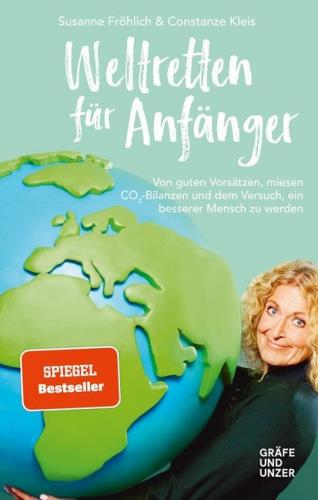 Susanne Fröhlich & Constanze Kleis
Weltretten
für Anfänger
Von guten Vorsätzen, miesen
CO₂-Bilanzen und dem Versuch, ein
besserer Mensch zu werden
SPIEGEL
Bestseller
GRÄFE
UND
UNZER